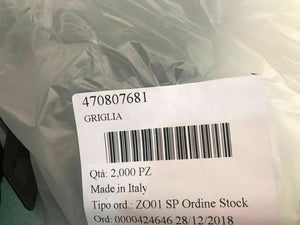 470807681
GRIGLIA
Qtà: 2,000 PZ
Made in Italy
Tipo ord.: ZO01 SP Ordine Stock
Ord: 0000424646 28/12/2018